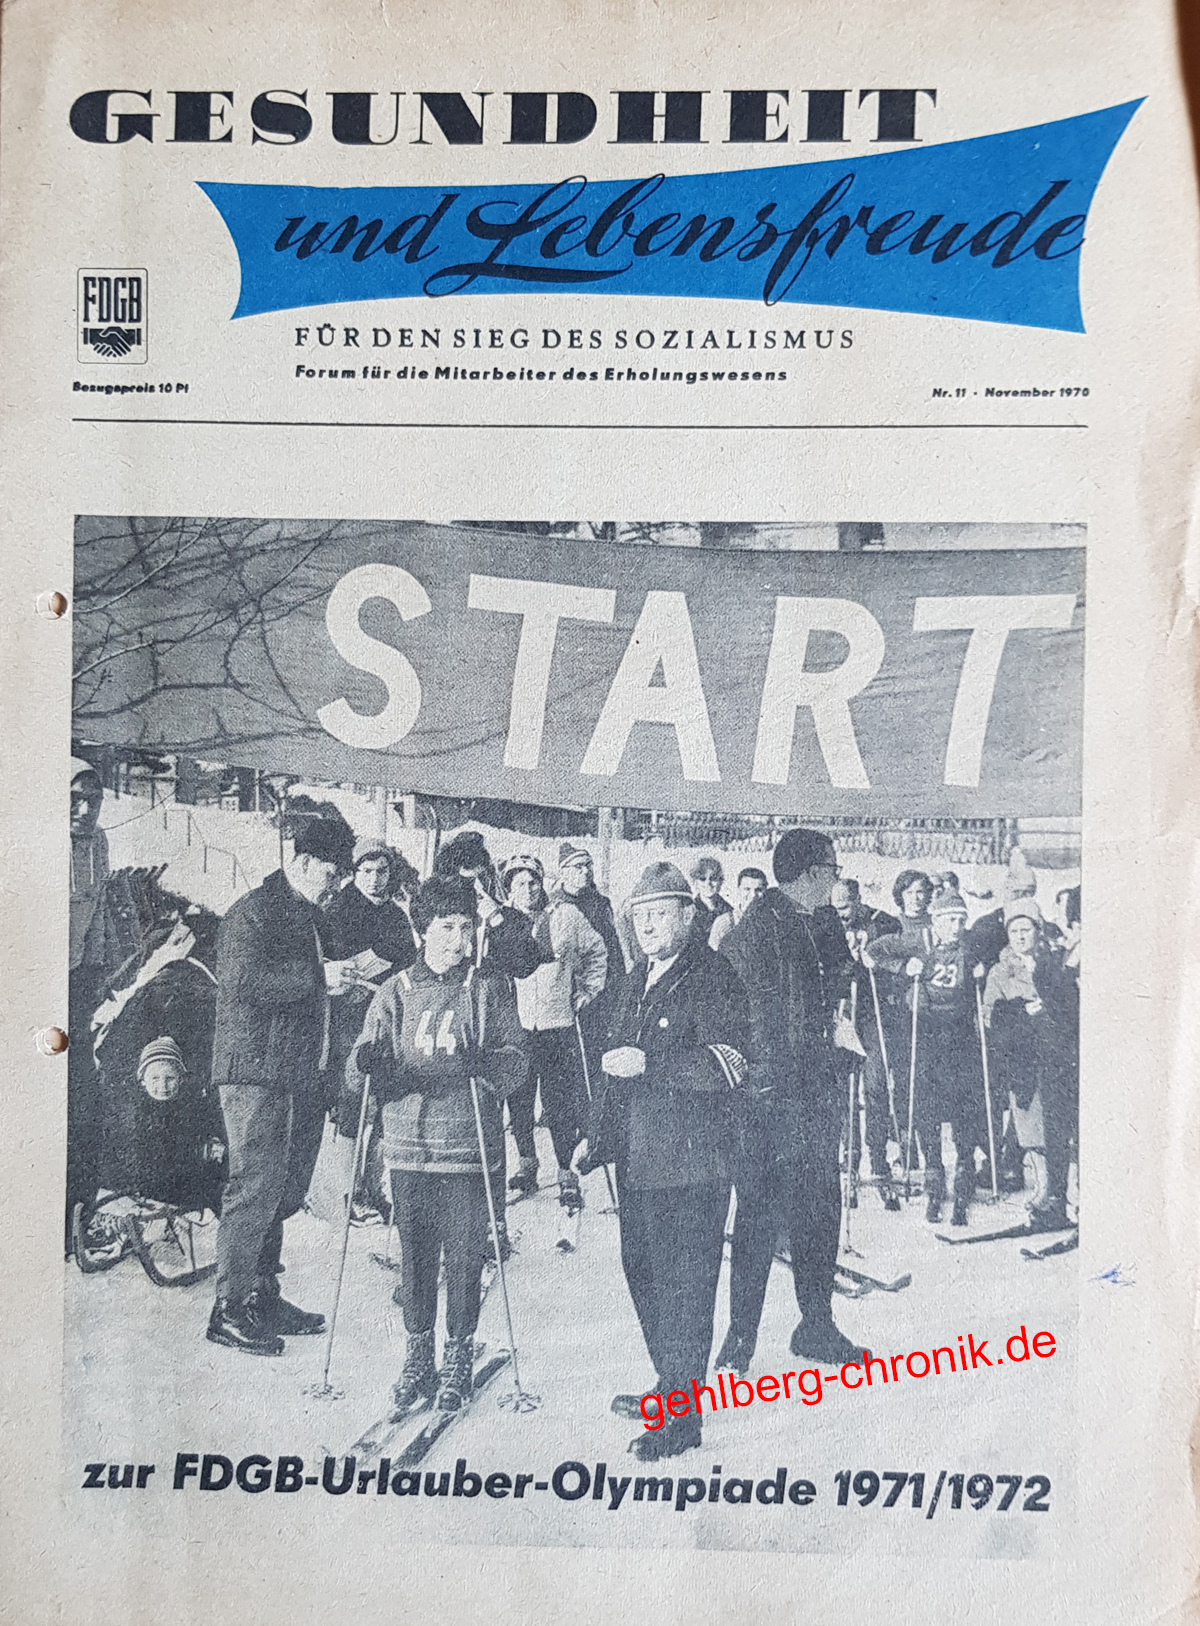 GESUNDHEIT
und Lebensfreude
FDGB
FÜR DEN SIEG DES SOZIALISMUS
Forum für die Mitarbeiter des Erholungswesens
Bezugspreis 10 Pf
Nr. 11 · November 1970
START
44
23
gehlberg-chronik.de
zur FDGB-Urlauber-Olympiade 1971/1972